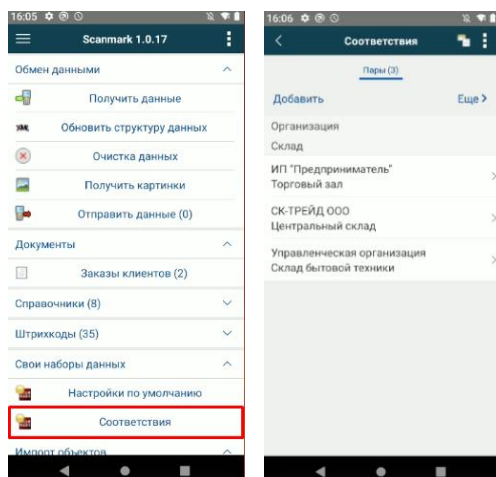 16:05
Scanmark 1.0.17
Обмен данными
Получить данные
XML Обновить структуру данных
Очистка данных
Получить картинки
Отправить данные (0)
Документы
Заказы клиентов (2)
Справочники (8)
Штрихкоды (35)
Свои наборы данных
Настройки по умолчанию
Соответствия
Импорт объектов
16:06
Соответствия
Пары (3)
Добавить Еще >
Организация
Склад
ИП "Предприниматель"
Торговый зал
СК-ТРЕЙД ООО
Центральный склад
Управленческая организация
Склад бытовой техники